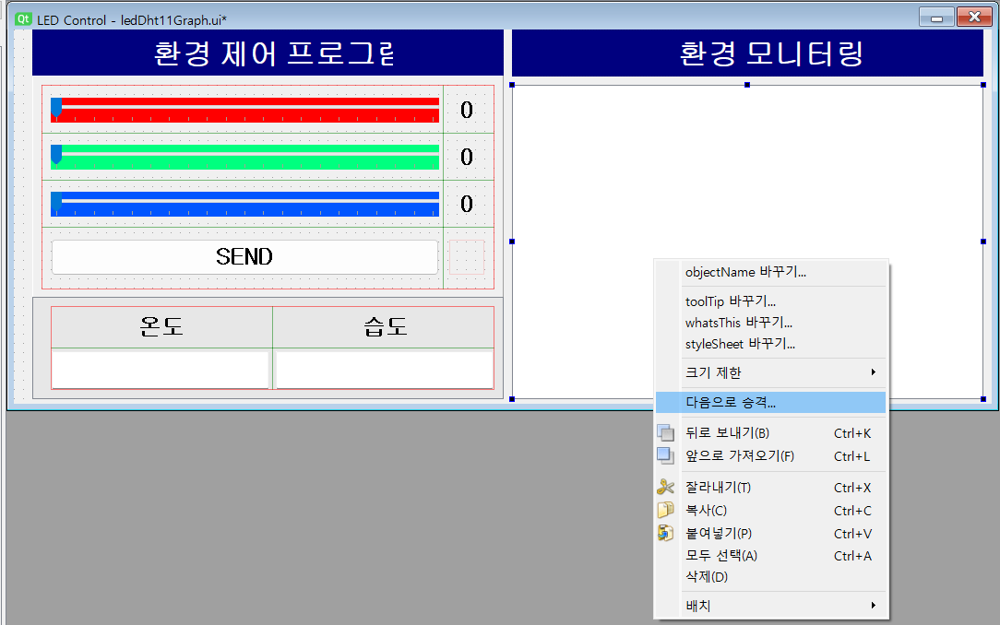 Qt LED Control - ledDht11Graph.ui*
환경 제어 프로그
환경 모니터링
0
0
0
SEND
온도 습도
objectName 바꾸기...
toolTip 바꾸기...
whatsThis 바꾸기...
styleSheet 바꾸기...
크기 제한
다음으로 승격...
뒤로 보내기(B) Ctrl+K
앞으로 가져오기(F) Ctrl+L
잘라내기(T) Ctrl+X
복사(C) Ctrl+C
붙여넣기(P) Ctrl+V
모두 선택(A) Ctrl+A
삭제(D)
배치